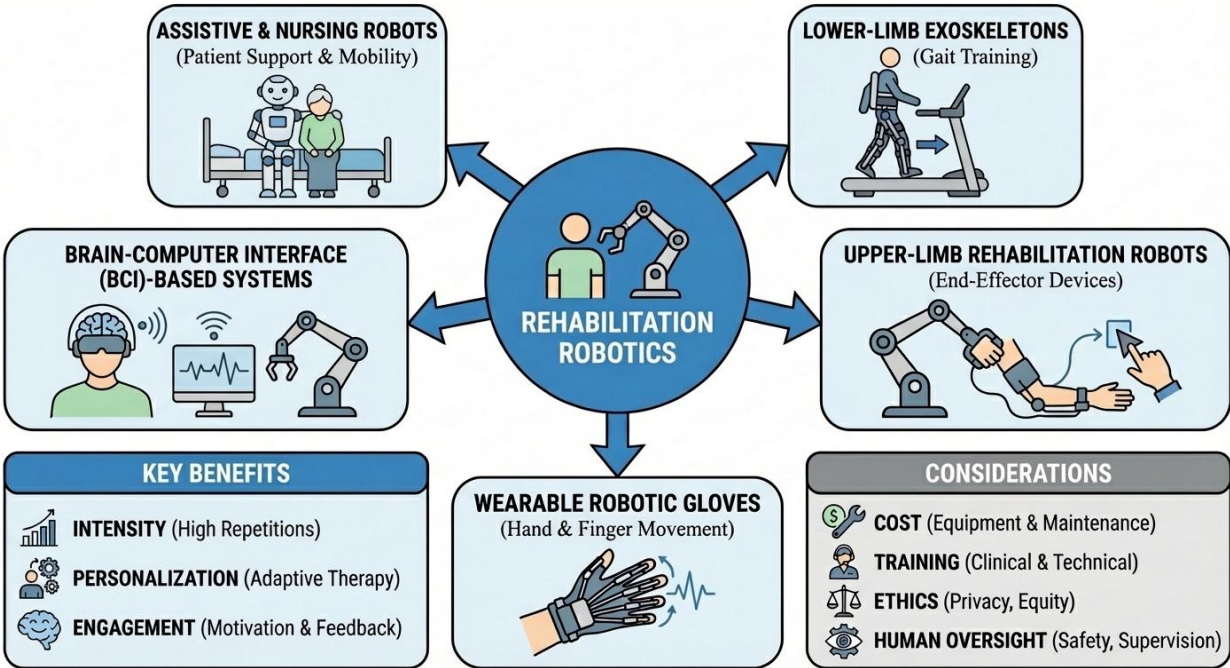 ASSISTIVE & NURSING ROBOTS
(Patient Support & Mobility)
LOWER-LIMB EXOSKELETONS
(Gait Training)
BRAIN-COMPUTER INTERFACE
(BCI)-BASED SYSTEMS
REHABILITATION
ROBOTICS
UPPER-LIMB REHABILITATION ROBOTS
(End-Effector Devices)
KEY BENEFITS
INTENSITY (High Repetitions)
PERSONALIZATION (Adaptive Therapy)
ENGAGEMENT (Motivation & Feedback)
WEARABLE ROBOTIC GLOVES
(Hand & Finger Movement)
CONSIDERATIONS
$
COST (Equipment & Maintenance)
TRAINING (Clinical & Technical)
ETHICS (Privacy, Equity)
HUMAN OVERSIGHT (Safety, Supervision)